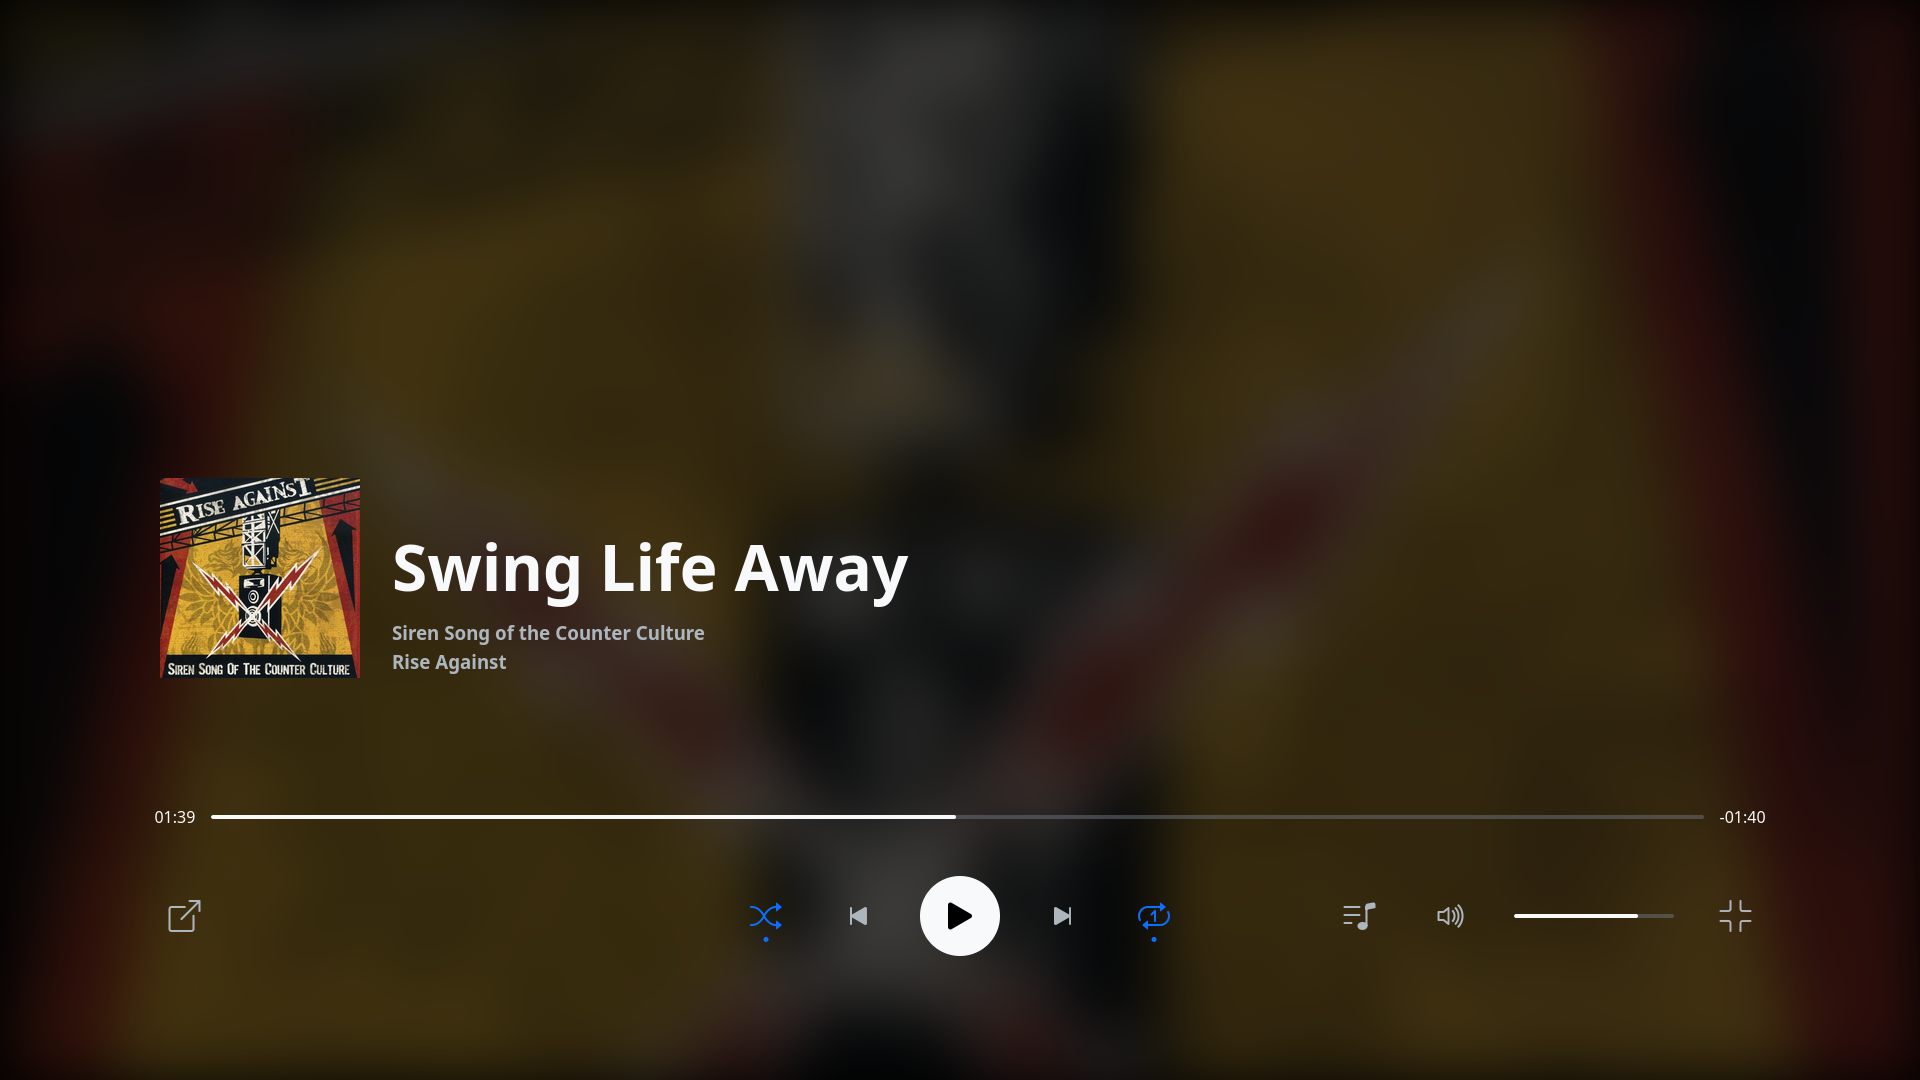 RISE AGAINST
SIREN SONG OF THE COUNTER CULTURE
Swing Life Away
Siren Song of the Counter Culture
Rise Against
01:39
-01:40
1